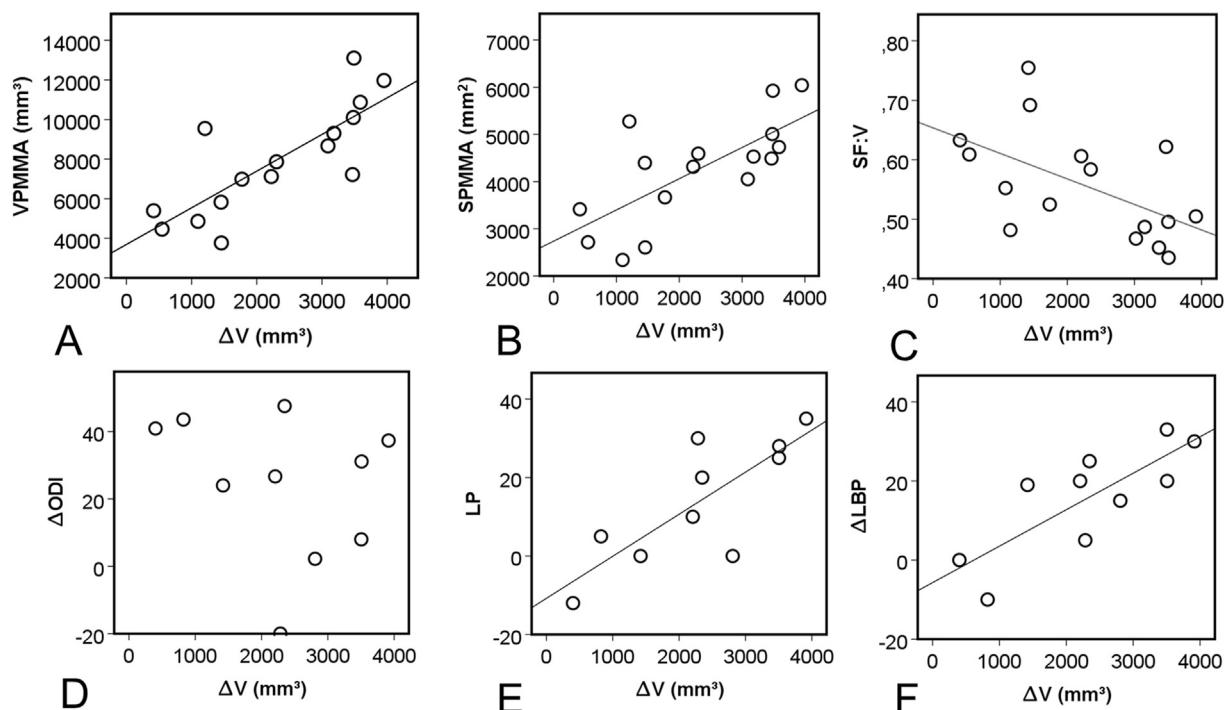 14000
12000
10000
8000
6000
4000
2000
VPMMA (mm³)
0 1000 2000 3000 4000
ΔV (mm³)
A
7000
6000
5000
4000
3000
2000
SPMMA (mm²)
0 1000 2000 3000 4000
ΔV (mm³)
B
,80
,70
,60
,50
,40
SF:V
0 1000 2000 3000 4000
ΔV (mm³)
C
40
20
0
-20
ΔODI
0 1000 2000 3000 4000
ΔV (mm³)
D
40
20
0
-20
LP
0 1000 2000 3000 4000
ΔV (mm³)
E
40
20
0
-20
ΔLBP
0 1000 2000 3000 4000
ΔV (mm³)
F